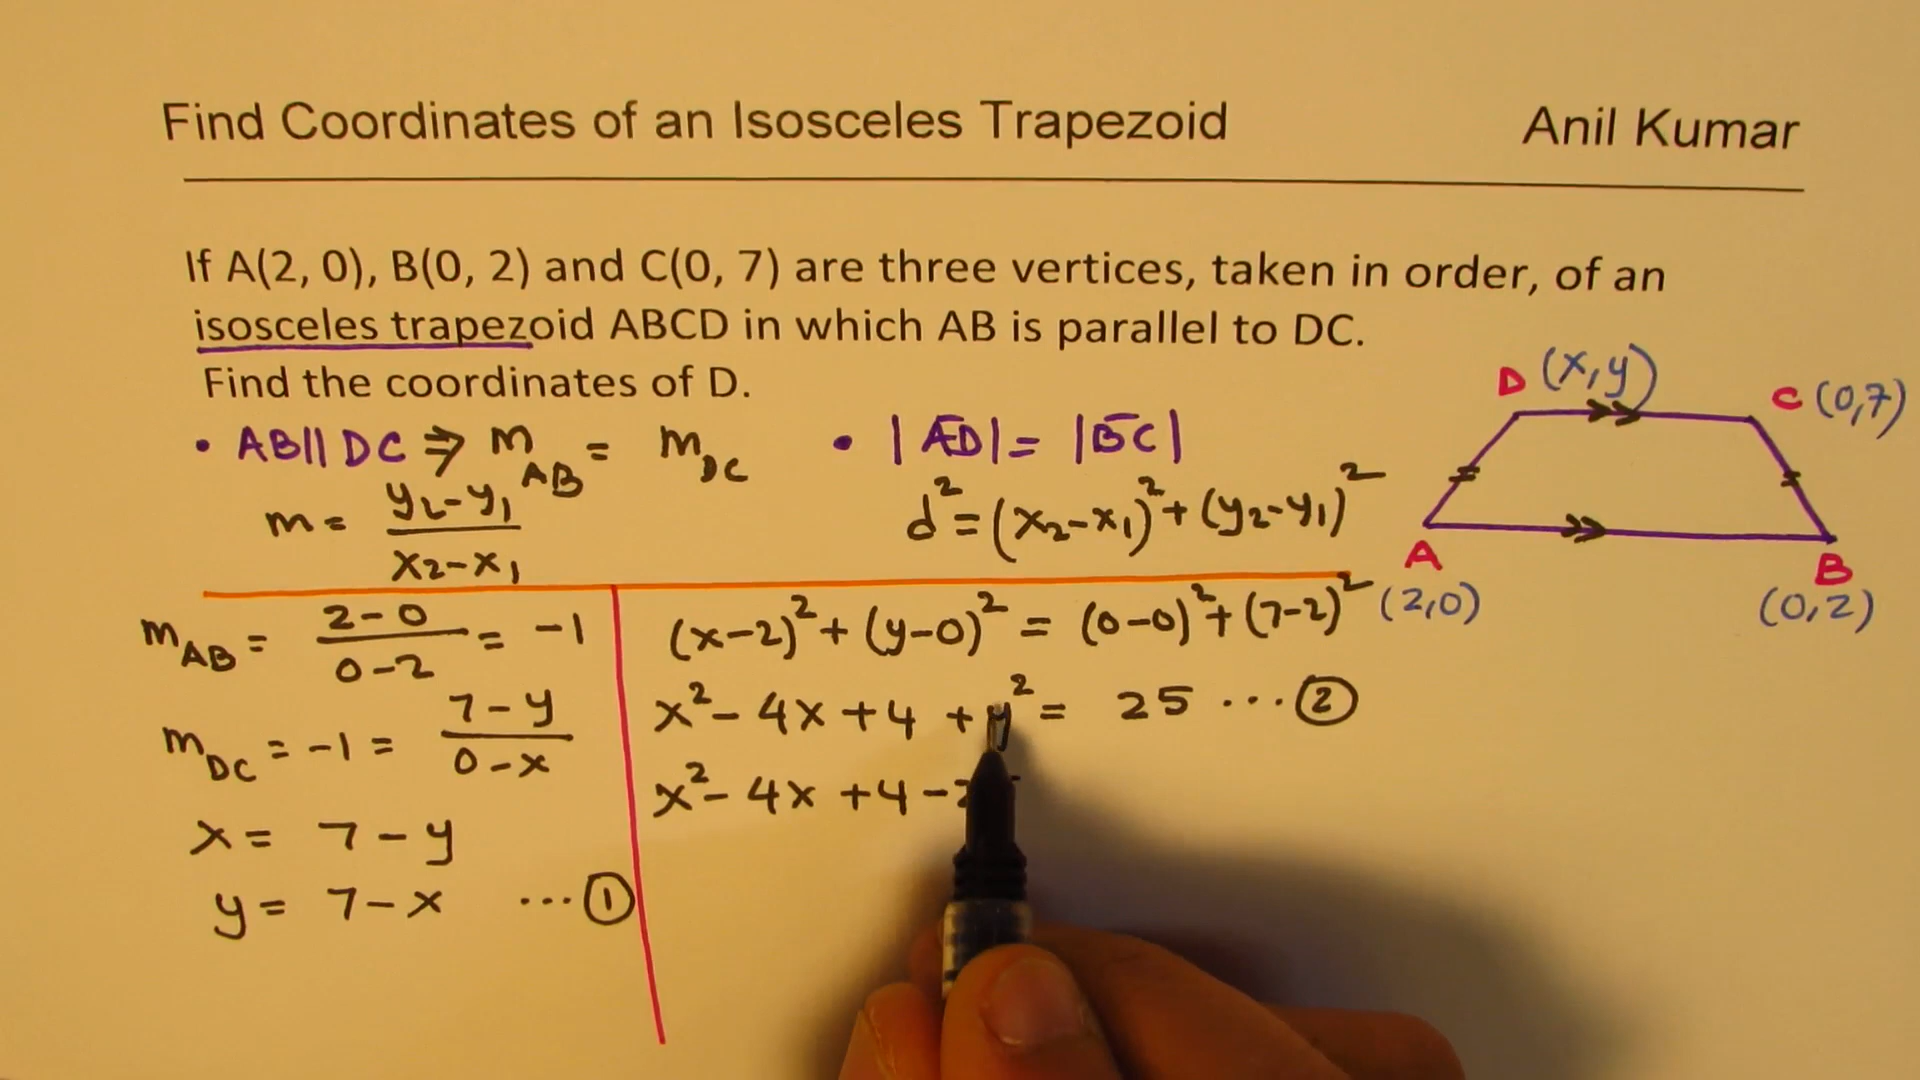 Find Coordinates of an Isosceles Trapezoid Anil Kumar
If A(2, 0), B(0, 2) and C(0, 7) are three vertices, taken in order, of an
isosceles trapezoid ABCD in which AB is parallel to DC.
Find the coordinates of D.
D (x,y)
C (0,7)
A
(2,0)
B
(0,2)
• AB || DC ⇒ m_AB = m_DC
m = (y₂-y₁)/(x₂-x₁)
• |AD| = |BC|
d² = (x₂-x₁)² + (y₂-y₁)²
m_AB = (2-0)/(0-2) = -1
m_DC = -1 = (7-y)/(0-x)
x = 7-y
y = 7-x ... ①
(x-2)² + (y-0)² = (0-0)² + (7-2)²
x² - 4x + 4 + y² = 25 ... ②
x² - 4x + 4 -